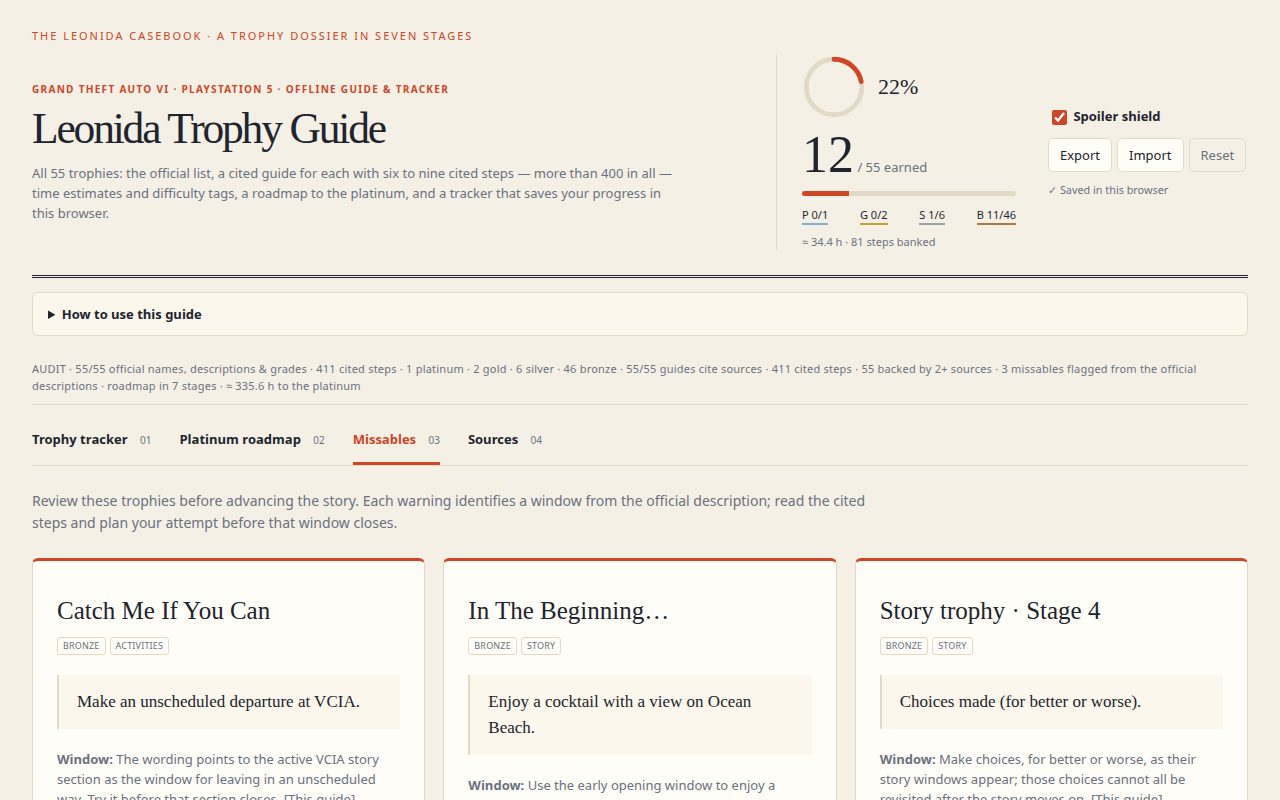 THE LEONIDA CASEBOOK · A TROPHY DOSSIER IN SEVEN STAGES
GRAND THEFT AUTO VI · PLAYSTATION 5 · OFFLINE GUIDE & TRACKER
Leonida Trophy Guide
All 55 trophies: the official list, a cited guide for each with six to nine cited steps — more than 400 in all —
time estimates and difficulty tags, a roadmap to the platinum, and a tracker that saves your progress in
this browser.
22%
12 / 55 earned
P 0/1 G 0/2 S 1/6 B 11/46
≈ 34.4 h · 81 steps banked
Spoiler shield
Export Import Reset
✓ Saved in this browser
How to use this guide
AUDIT · 55/55 official names, descriptions & grades · 411 cited steps · 1 platinum · 2 gold · 6 silver · 46 bronze · 55/55 guides cite sources · 411 cited steps · 55 backed by 2+ sources · 3 missables flagged from the official
descriptions · roadmap in 7 stages · ≈ 335.6 h to the platinum
Trophy tracker 01 Platinum roadmap 02 Missables 03 Sources 04
Review these trophies before advancing the story. Each warning identifies a window from the official description; read the cited
steps and plan your attempt before that window closes.
Catch Me If You Can
BRONZE ACTIVITIES
Make an unscheduled departure at VCIA.
Window: The wording points to the active VCIA story
section as the window for leaving in an unscheduled
way. Try it before that section closes. [This guide]
In The Beginning…
BRONZE STORY
Enjoy a cocktail with a view on Ocean
Beach.
Window: Use the early opening window to enjoy a
Story trophy · Stage 4
BRONZE STORY
Choices made (for better or worse).
Window: Make choices, for better or worse, as their
story windows appear; those choices cannot all be
revisited after the story moves on. [This guide]